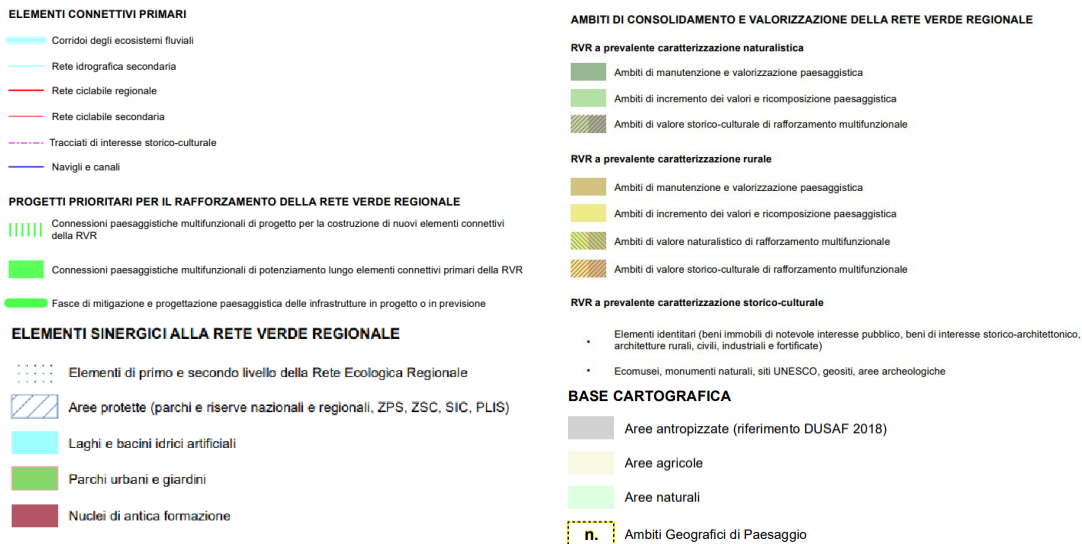 ELEMENTI CONNETTIVI PRIMARI
Corridoi degli ecosistemi fluviali
Rete idrografica secondaria
Rete ciclabile regionale
Rete ciclabile secondaria
Tracciati di interesse storico-culturale
Navigli e canali
PROGETTI PRIORITARI PER IL RAFFORZAMENTO DELLA RETE VERDE REGIONALE
Connessioni paesaggistiche multifunzionali di progetto per la costruzione di nuovi elementi connettivi
della RVR
Connessioni paesaggistiche multifunzionali di potenziamento lungo elementi connettivi primari della RVR
Fasce di mitigazione e progettazione paesaggistica delle infrastrutture in progetto o in previsione
ELEMENTI SINERGICI ALLA RETE VERDE REGIONALE
Elementi di primo e secondo livello della Rete Ecologica Regionale
Aree protette (parchi e riserve nazionali e regionali, ZPS, ZSC, SIC, PLIS)
Laghi e bacini idrici artificiali
Parchi urbani e giardini
Nuclei di antica formazione
AMBITI DI CONSOLIDAMENTO E VALORIZZAZIONE DELLA RETE VERDE REGIONALE
RVR a prevalente caratterizzazione naturalistica
Ambiti di manutenzione e valorizzazione paesaggistica
Ambiti di incremento dei valori e ricomposizione paesaggistica
Ambiti di valore storico-culturale di rafforzamento multifunzionale
RVR a prevalente caratterizzazione rurale
Ambiti di manutenzione e valorizzazione paesaggistica
Ambiti di incremento dei valori e ricomposizione paesaggistica
Ambiti di valore naturalistico di rafforzamento multifunzionale
Ambiti di valore storico-culturale di rafforzamento multifunzionale
RVR a prevalente caratterizzazione storico-culturale
• Elementi identitari (beni immobili di notevole interesse pubblico, beni di interesse storico-architettonico,
architetture rurali, civili, industriali e fortificate)
• Ecomusei, monumenti naturali, siti UNESCO, geositi, aree archeologiche
BASE CARTOGRAFICA
Aree antropizzate (riferimento DUSAF 2018)
Aree agricole
Aree naturali
n. Ambiti Geografici di Paesaggio